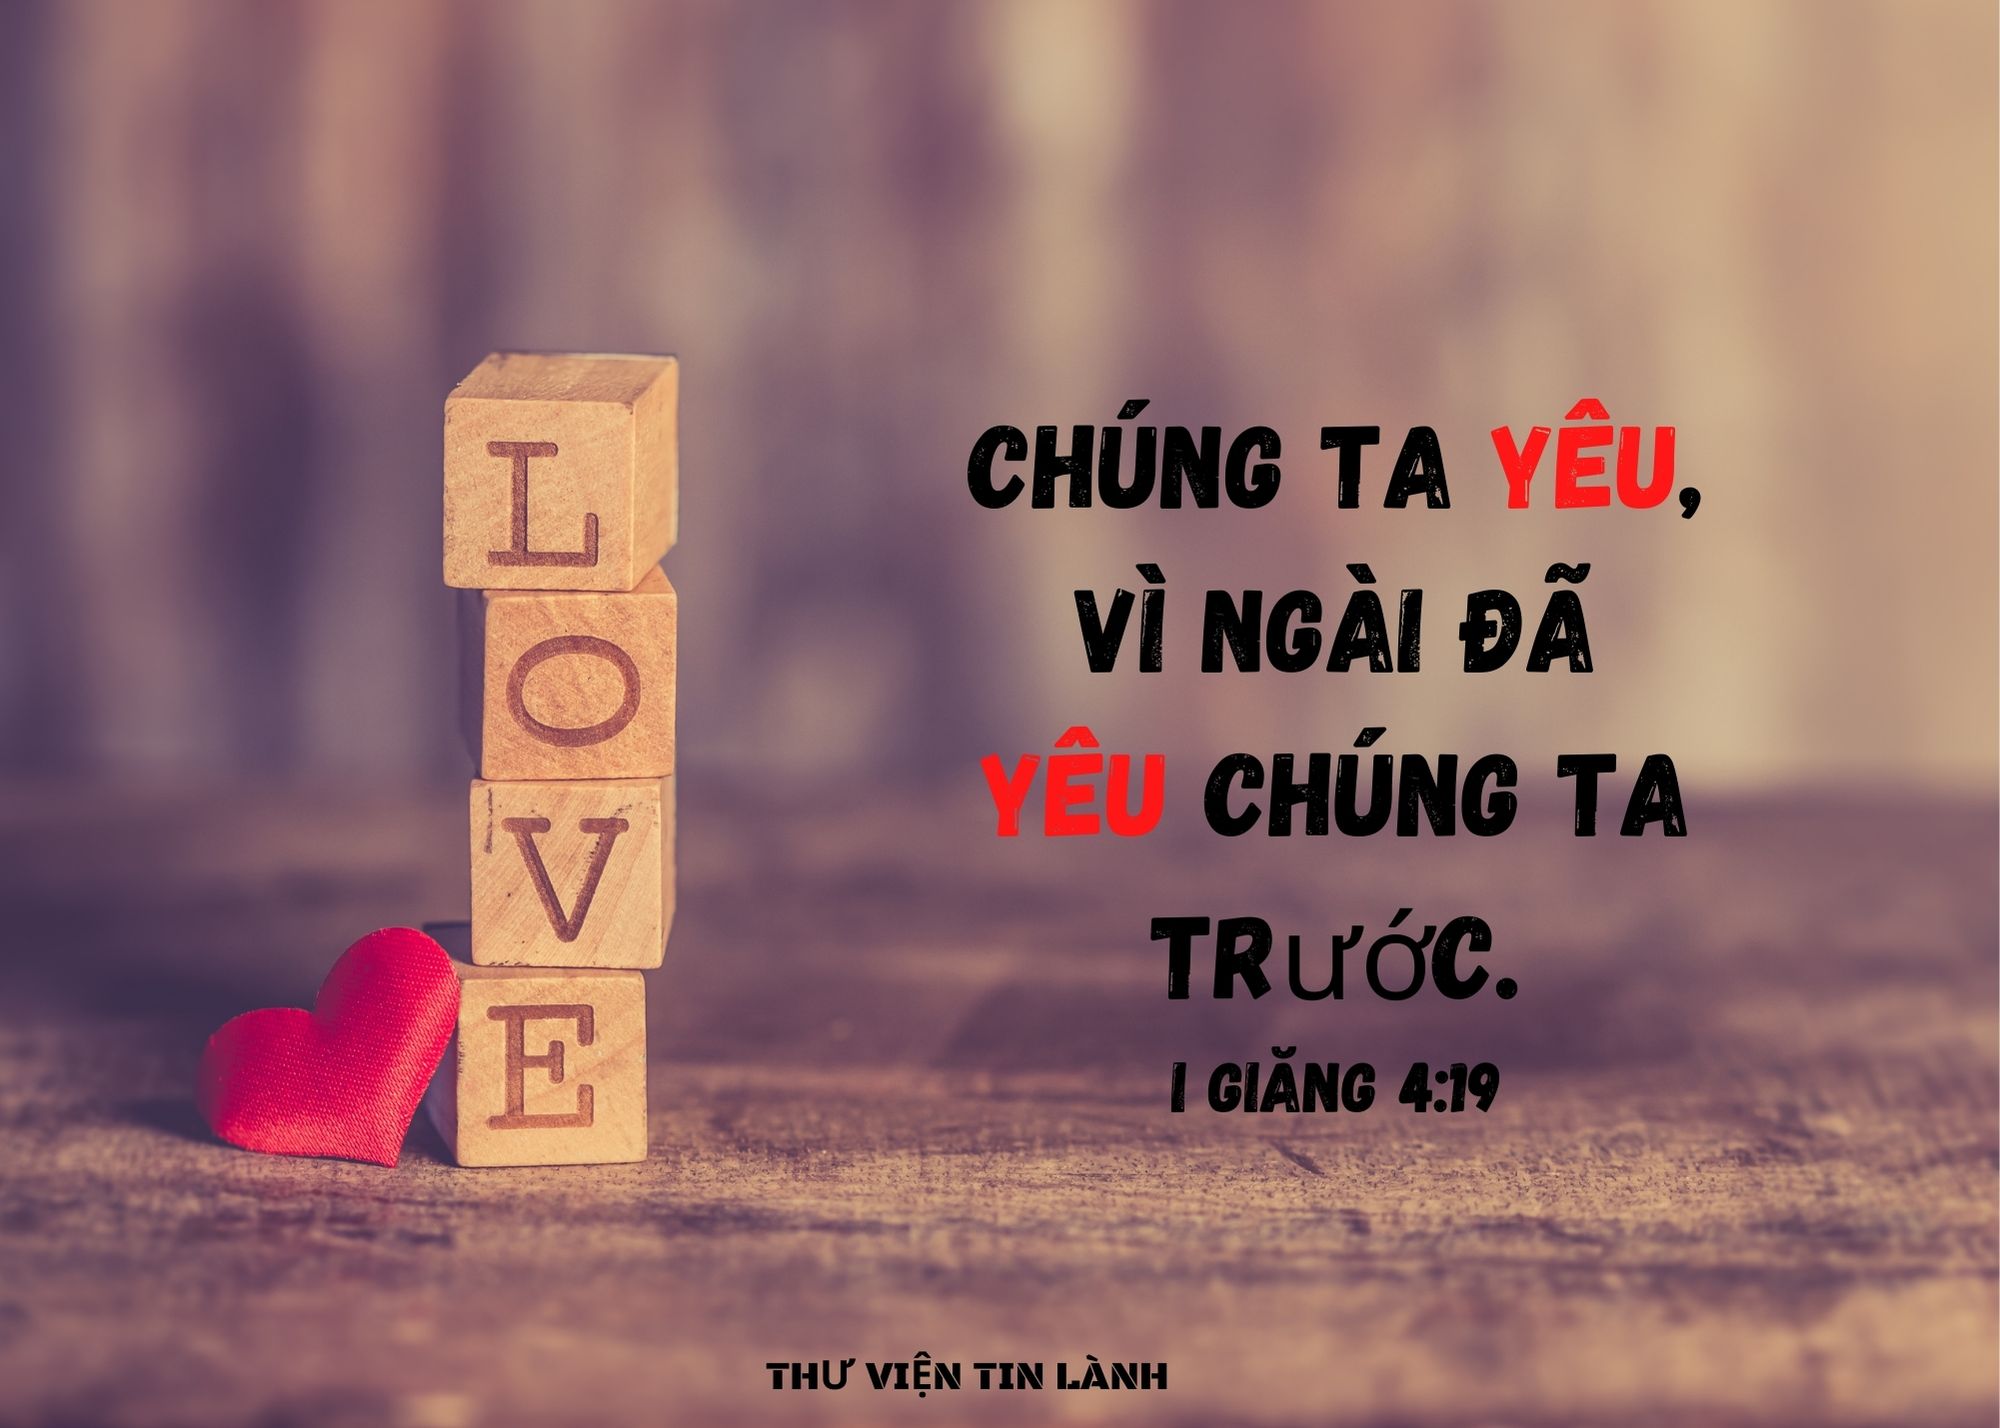 L
O
V
E
CHÚNG TA YÊU,
VÌ NGÀI ĐÃ
YÊU CHÚNG TA
TRướC.
I GIĂNG 4:19
THƯ VIỆN TIN LÀNH